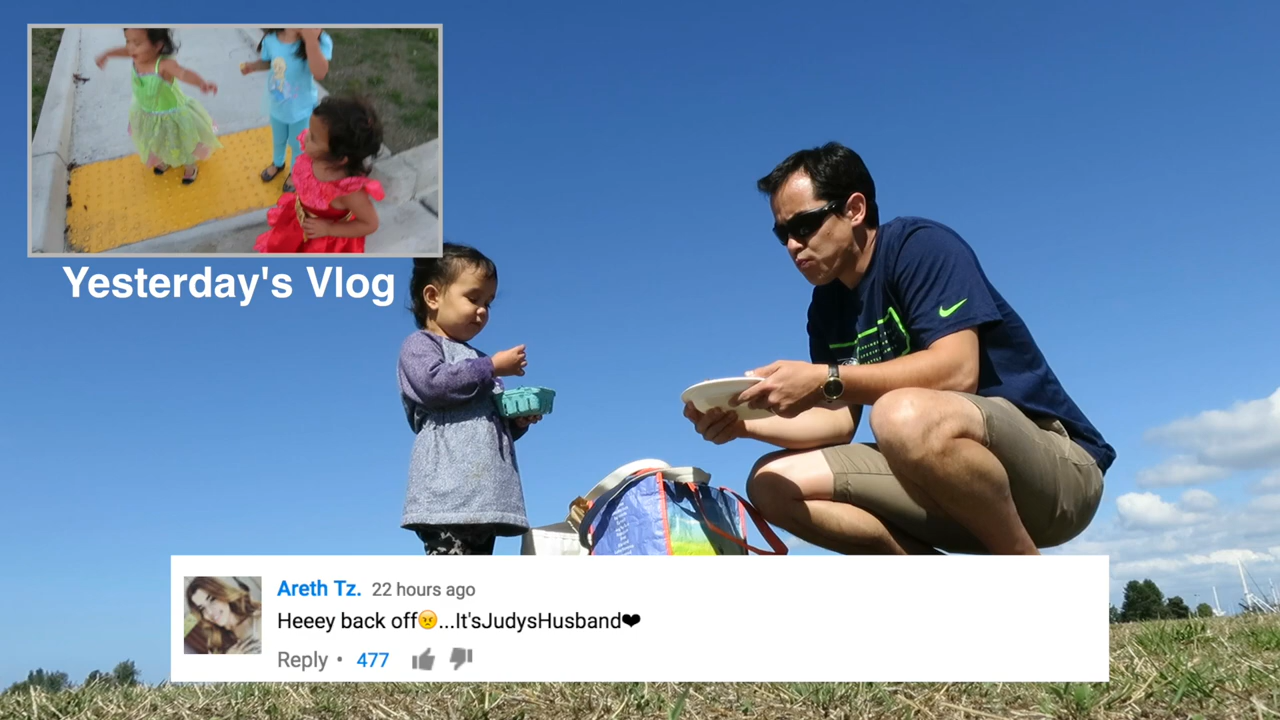 Yesterday's Vlog
Areth Tz. 22 hours ago
Heeey back off😠...It'sJudysHusband❤
Reply • 477